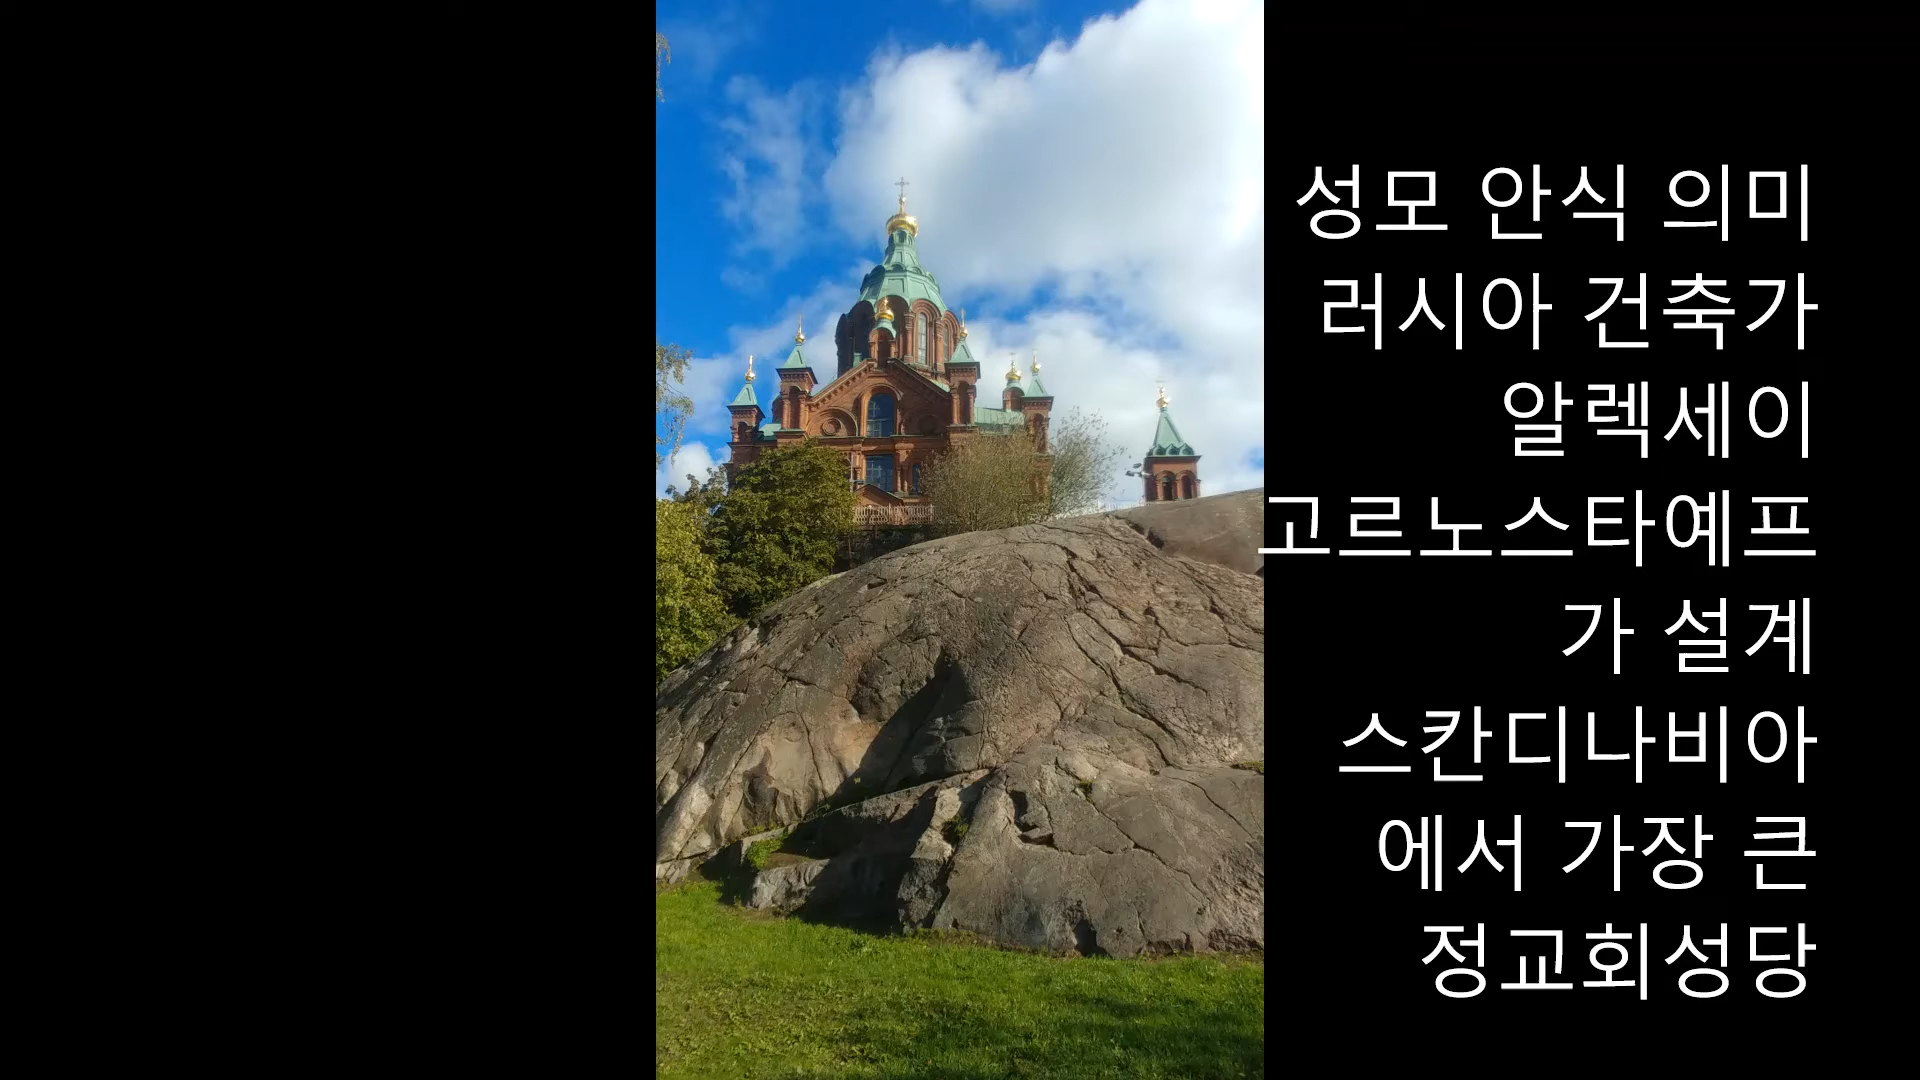 성모 안식 의미
러시아 건축가
알렉세이
고르노스타예프
가 설계
스칸디나비아
에서 가장 큰
정교회성당